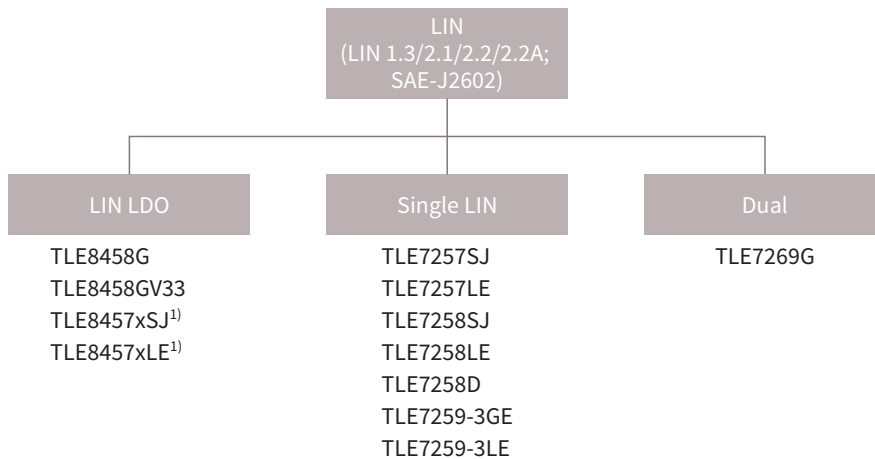 LIN
(LIN 1.3/2.1/2.2/2.2A;
SAE-J2602)
LIN LDO
TLE8458G
TLE8458GV33
TLE8457xSJ1)
TLE8457xLE1)
Single LIN
TLE7257SJ
TLE7257LE
TLE7258SJ
TLE7258LE
TLE7258D
TLE7259-3GE
TLE7259-3LE
Dual
TLE7269G